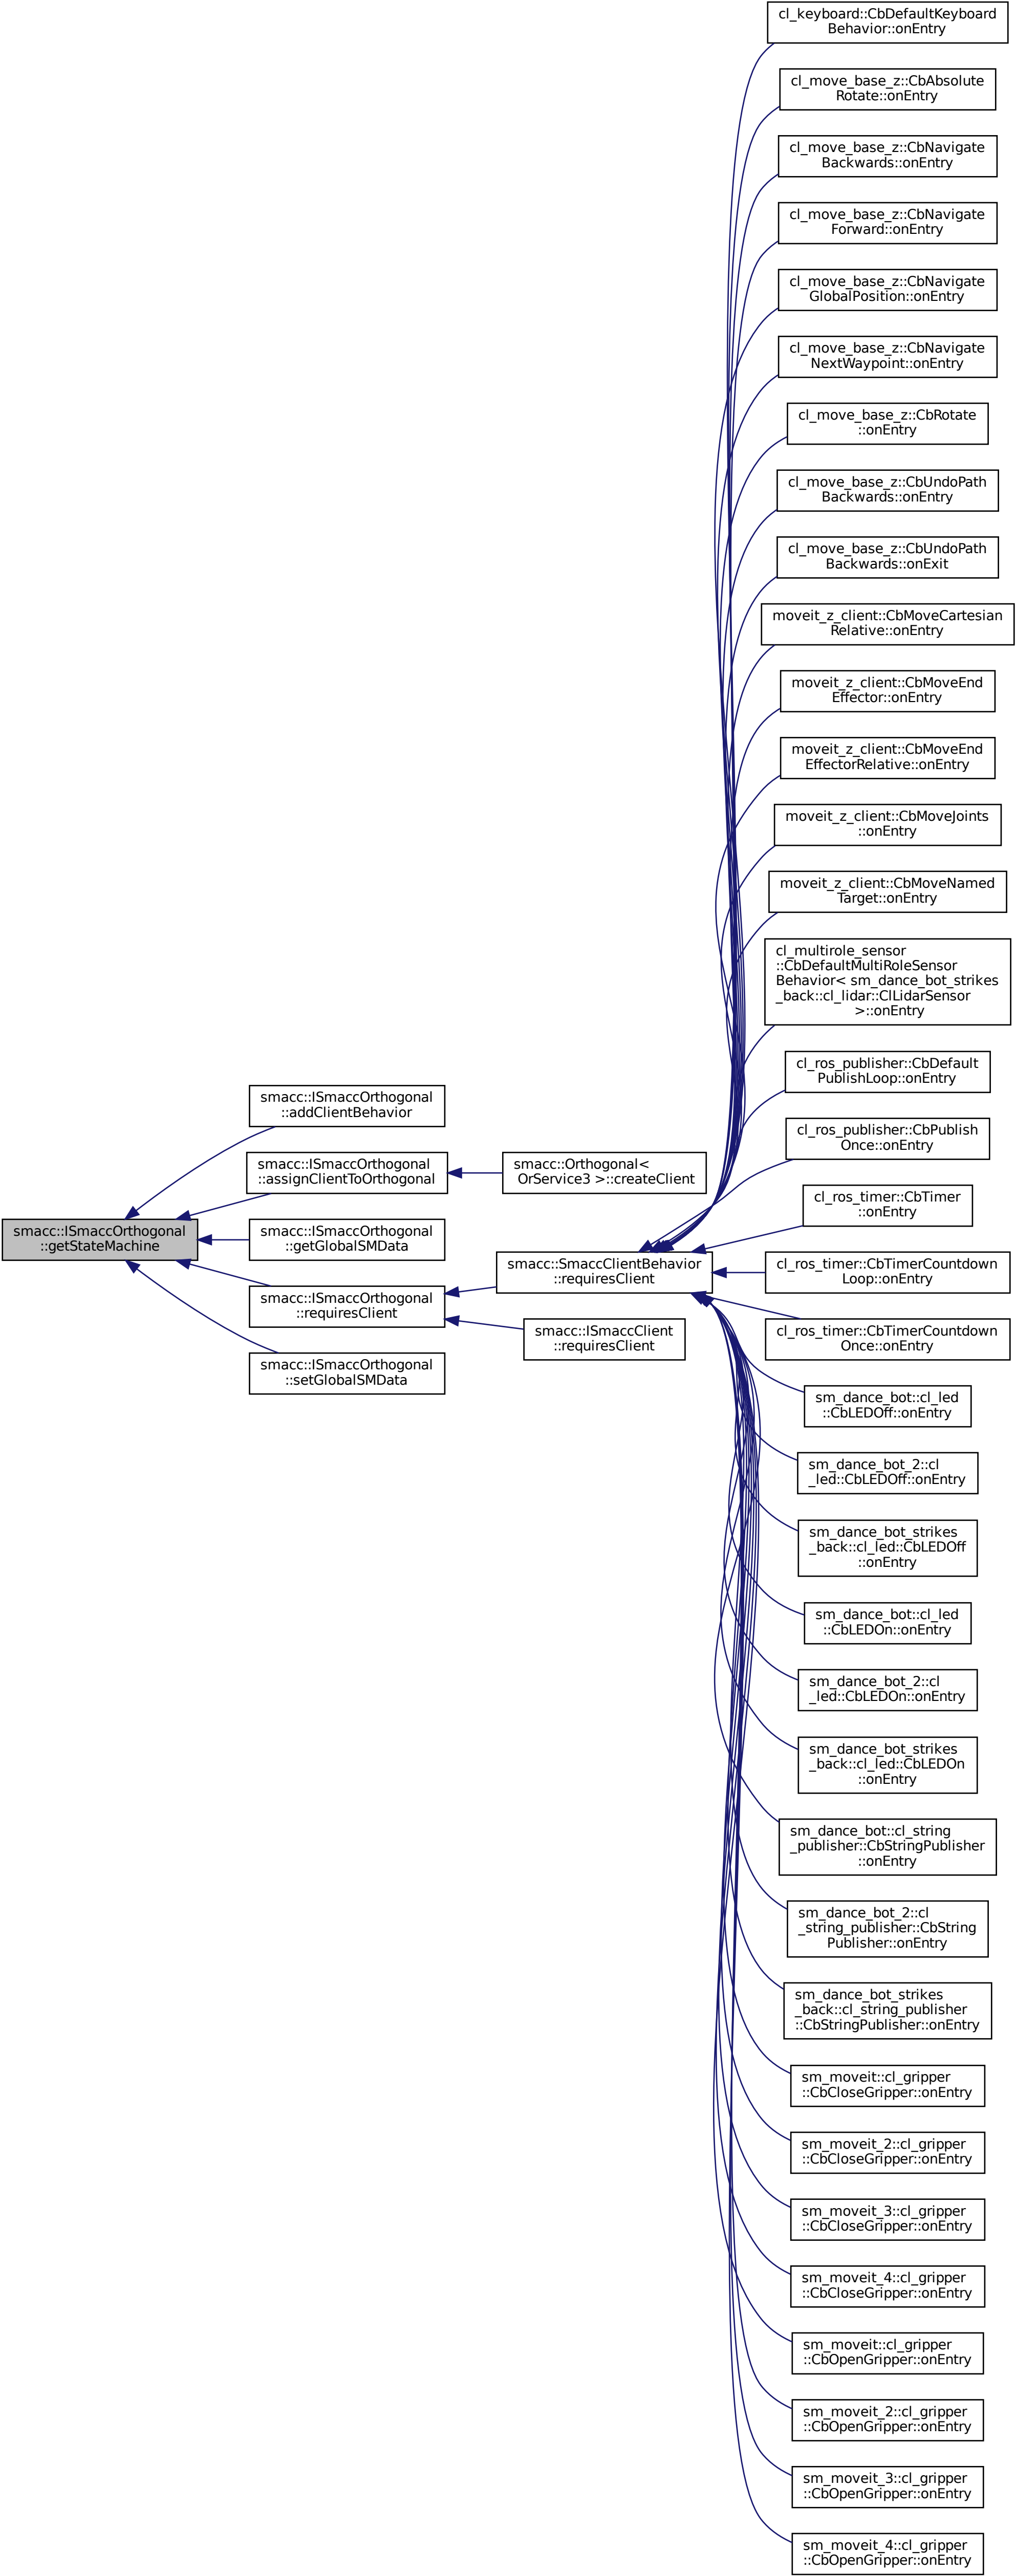 cl_keyboard::CbDefaultKeyboard
Behavior::onEntry
cl_move_base_z::CbAbsolute
Rotate::onEntry
cl_move_base_z::CbNavigate
Backwards::onEntry
cl_move_base_z::CbNavigate
Forward::onEntry
cl_move_base_z::CbNavigate
GlobalPosition::onEntry
cl_move_base_z::CbNavigate
NextWaypoint::onEntry
cl_move_base_z::CbRotate
::onEntry
cl_move_base_z::CbUndoPath
Backwards::onEntry
cl_move_base_z::CbUndoPath
Backwards::onExit
moveit_z_client::CbMoveCartesian
Relative::onEntry
moveit_z_client::CbMoveEnd
Effector::onEntry
moveit_z_client::CbMoveEnd
EffectorRelative::onEntry
moveit_z_client::CbMoveJoints
::onEntry
moveit_z_client::CbMoveNamed
Target::onEntry
cl_multirole_sensor
::CbDefaultMultiRoleSensor
Behavior< sm_dance_bot_strikes
_back::cl_lidar::ClLidarSensor
>::onEntry
cl_ros_publisher::CbDefault
PublishLoop::onEntry
smacc::ISmaccOrthogonal
::addClientBehavior
cl_ros_publisher::CbPublish
Once::onEntry
smacc::ISmaccOrthogonal
::assignClientToOrthogonal
smacc::Orthogonal<
OrService3 >::createClient
cl_ros_timer::CbTimer
::onEntry
smacc::ISmaccOrthogonal
::getStateMachine
smacc::ISmaccOrthogonal
::getGlobalSMData
smacc::SmaccClientBehavior
::requiresClient
cl_ros_timer::CbTimerCountdown
Loop::onEntry
smacc::ISmaccOrthogonal
::requiresClient
smacc::ISmaccClient
::requiresClient
cl_ros_timer::CbTimerCountdown
Once::onEntry
smacc::ISmaccOrthogonal
::setGlobalSMData
sm_dance_bot::cl_led
::CbLEDOff::onEntry
sm_dance_bot_2::cl
_led::CbLEDOff::onEntry
sm_dance_bot_strikes
_back::cl_led::CbLEDOff
::onEntry
sm_dance_bot::cl_led
::CbLEDOn::onEntry
sm_dance_bot_2::cl
_led::CbLEDOn::onEntry
sm_dance_bot_strikes
_back::cl_led::CbLEDOn
::onEntry
sm_dance_bot::cl_string
_publisher::CbStringPublisher
::onEntry
sm_dance_bot_2::cl
_string_publisher::CbString
Publisher::onEntry
sm_dance_bot_strikes
_back::cl_string_publisher
::CbStringPublisher::onEntry
sm_moveit::cl_gripper
::CbCloseGripper::onEntry
sm_moveit_2::cl_gripper
::CbCloseGripper::onEntry
sm_moveit_3::cl_gripper
::CbCloseGripper::onEntry
sm_moveit_4::cl_gripper
::CbCloseGripper::onEntry
sm_moveit::cl_gripper
::CbOpenGripper::onEntry
sm_moveit_2::cl_gripper
::CbOpenGripper::onEntry
sm_moveit_3::cl_gripper
::CbOpenGripper::onEntry
sm_moveit_4::cl_gripper
::CbOpenGripper::onEntry